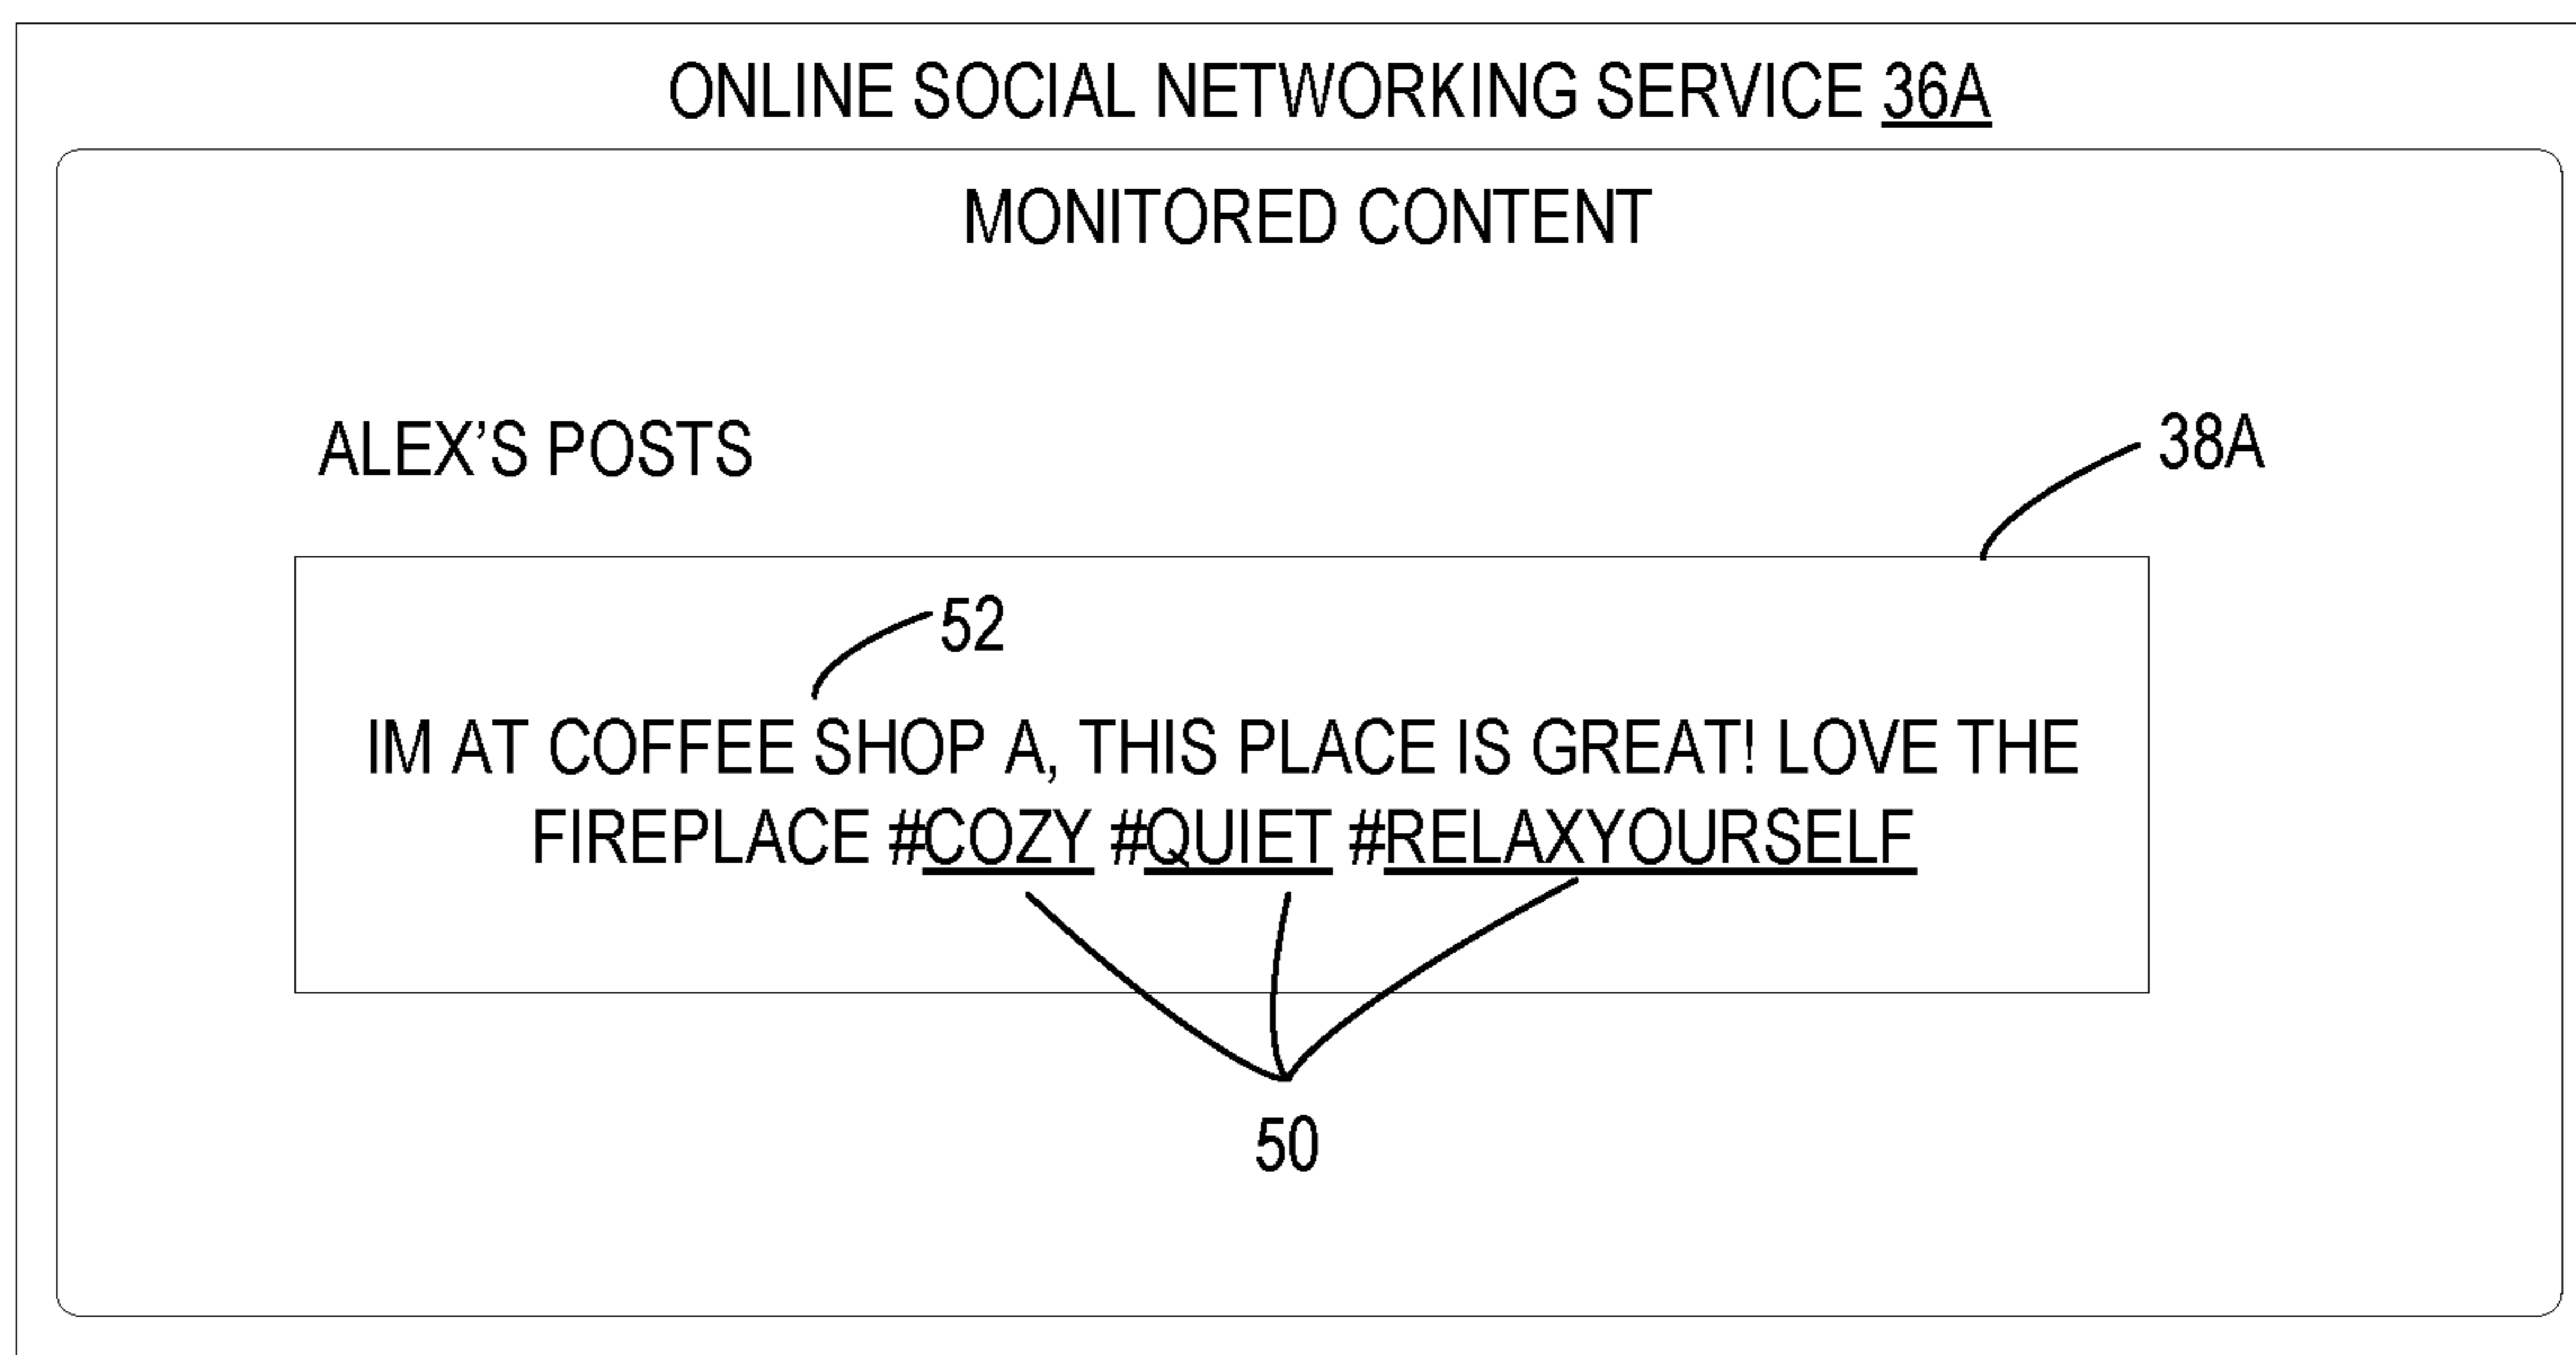 ONLINE SOCIAL NETWORKING SERVICE 36A
MONITORED CONTENT
ALEX’S POSTS
38A
52
IM AT COFFEE SHOP A, THIS PLACE IS GREAT! LOVE THE
FIREPLACE #COZY #QUIET #RELAXYOURSELF
50